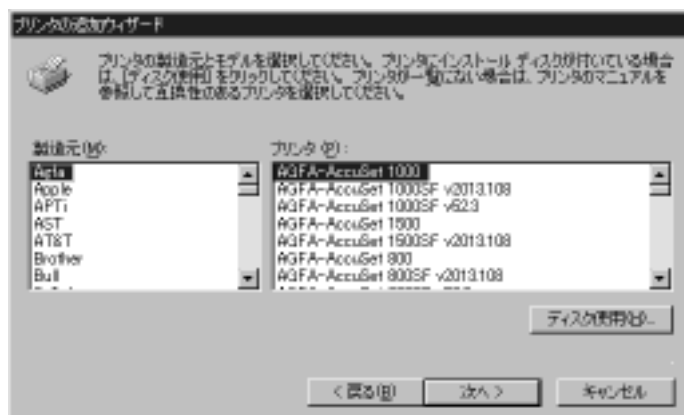 プリンタの追加ウィザード
プリンタの製造元とモデルを選択してください。プリンタにインストール ディスクが付いている場合
は、[ディスク使用] をクリックしてください。プリンタが一覧にない場合は、プリンタのマニュアルを
参照して互換性のあるプリンタを選択してください。
製造元(M):
プリンタ(P):
Agfa
Apple
APTi
AST
AT&T
Brother
Bull
AGFA-AccuSet 1000
AGFA-AccuSet 1000SF v2013.108
AGFA-AccuSet 1000SF v52.3
AGFA-AccuSet 1500
AGFA-AccuSet 1500SF v2013.108
AGFA-AccuSet 800
AGFA-AccuSet 800SF v2013.108
ディスク使用(H)...
< 戻る(B)
次へ >
キャンセル